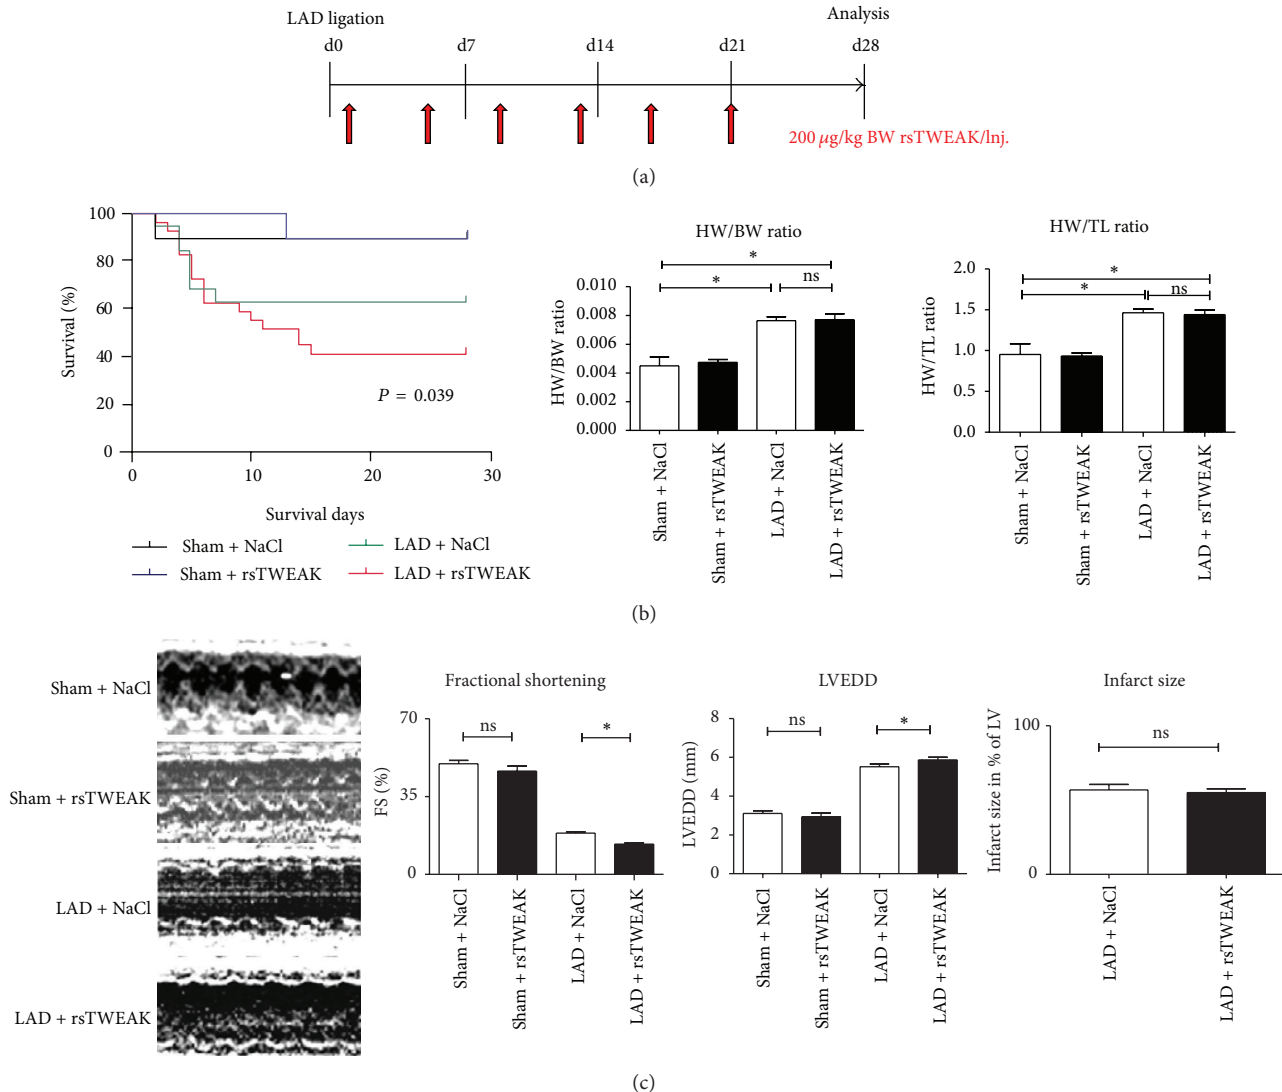 LAD ligation
Analysis
d0
d7
d14
d21
d28
200 μg/kg BW rsTWEAK/Inj.
(a)
100
80
60
40
20
0
Survival (%)
P = 0.039
0
10
20
30
Survival days
Sham + NaCl
LAD + NaCl
Sham + rsTWEAK
LAD + rsTWEAK
HW/BW ratio
*
*
ns
0.010
0.008
0.006
0.004
0.002
0.000
HW/BW ratio
Sham + NaCl
Sham + rsTWEAK
LAD + NaCl
LAD + rsTWEAK
HW/TL ratio
*
*
ns
2.0
1.5
1.0
0.5
0.0
HW/TL ratio
Sham + NaCl
Sham + rsTWEAK
LAD + NaCl
LAD + rsTWEAK
(b)
Sham + NaCl
Sham + rsTWEAK
LAD + NaCl
LAD + rsTWEAK
Fractional shortening
70
35
0
FS (%)
ns
*
Sham + NaCl
Sham + rsTWEAK
LAD + NaCl
LAD + rsTWEAK
LVEDD
8
6
4
2
0
LVEDD (mm)
ns
*
Sham + NaCl
Sham + rsTWEAK
LAD + NaCl
LAD + rsTWEAK
Infarct size
100
0
Infarct size in % of LV
ns
LAD + NaCl
LAD + rsTWEAK
(c)